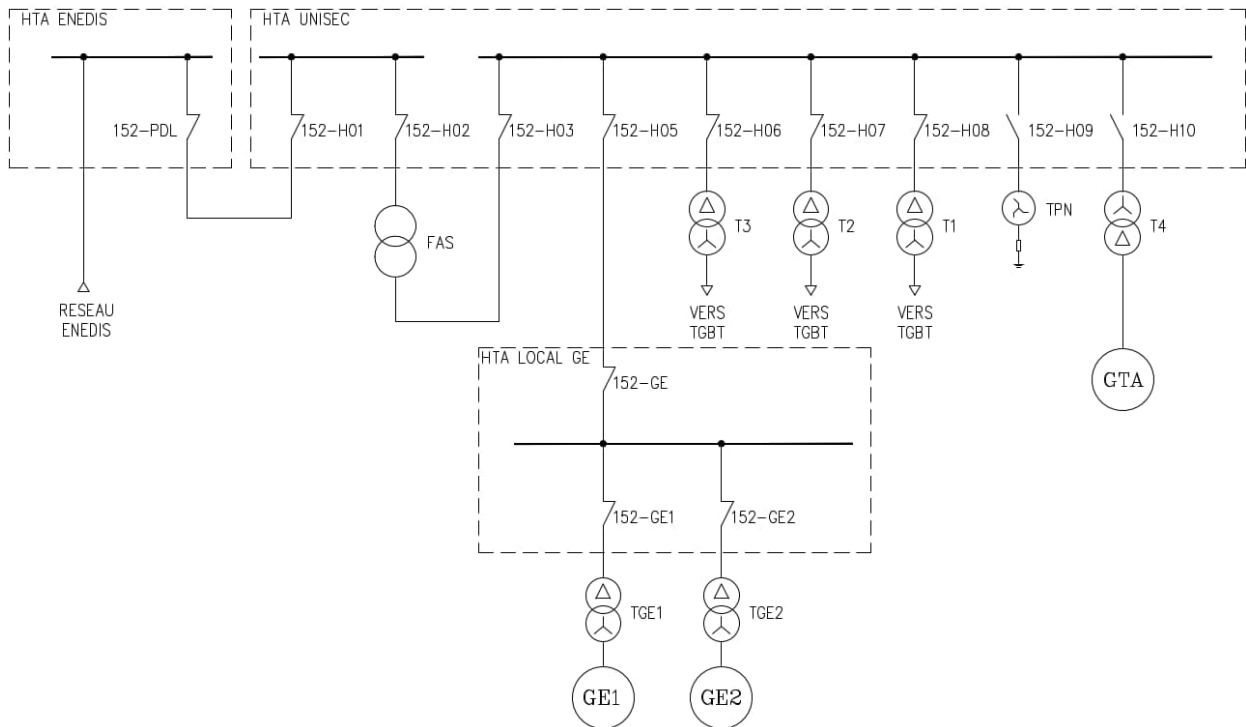 HTA ENEDIS
HTA UNISEC
152-PDL
152-H01
152-H02
152-H03
152-H05
152-H06
152-H07
152-H08
152-H09
152-H10
FAS
T3
T2
T1
TPN
T4
RESEAU
ENEDIS
VERS
TGBT
VERS
TGBT
VERS
TGBT
HTA LOCAL GE
152-GE
GTA
152-GE1
152-GE2
TGE1
TGE2
GE1
GE2